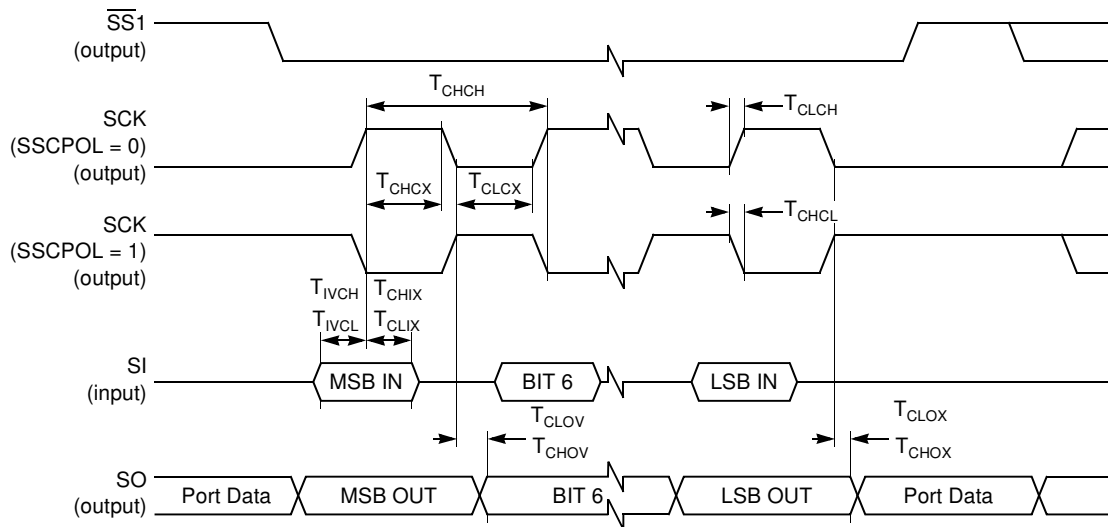 SS1
(output)
T_CHCH
T_CLCH
SCK
(SSCPOL = 0)
(output)
T_CHCX
T_CLCX
T_CHCL
SCK
(SSCPOL = 1)
(output)
T_IVCH
T_CHIX
T_IVCL
T_CLIX
SI
(input)
MSB IN
BIT 6
LSB IN
T_CLOV
T_CHOV
T_CLOX
T_CHOX
SO
(output)
Port Data
MSB OUT
BIT 6
LSB OUT
Port Data